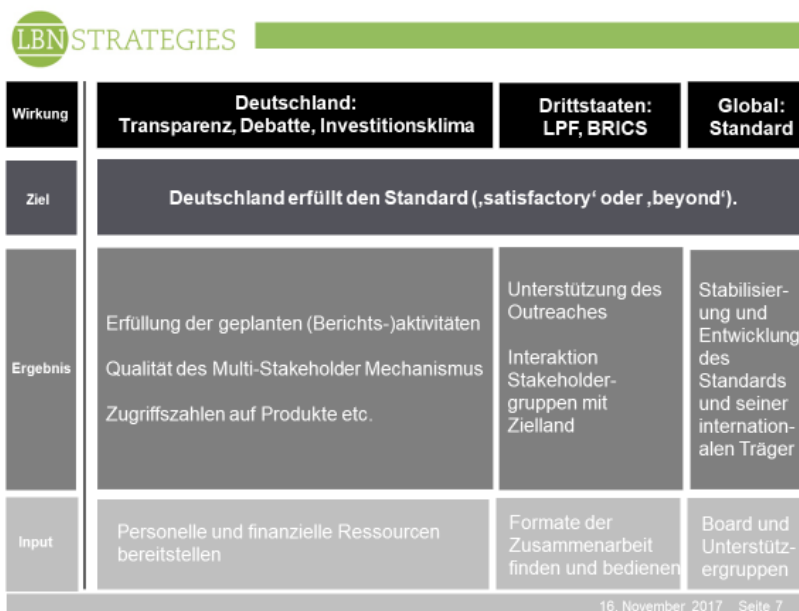 LBN STRATEGIES
Wirkung
Deutschland:
Transparenz, Debatte, Investitionsklima
Drittstaaten:
LPF, BRICS
Global:
Standard
Ziel
Deutschland erfüllt den Standard (‚satisfactory‘ oder ‚beyond‘).
Ergebnis
Erfüllung der geplanten (Berichts-)aktivitäten
Qualität des Multi-Stakeholder Mechanismus
Zugriffszahlen auf Produkte etc.
Unterstützung des
Outreaches
Interaktion
Stakeholder-
gruppen mit
Zielland
Stabilisier-
ung und
Entwicklung
des
Standards
und seiner
internation-
alen Träger
Input
Personelle und finanzielle Ressourcen
bereitstellen
Formate der
Zusammenarbeit
finden und bedienen
Board und
Unterstütz-
ergruppen
16. November 2017 Seite 7